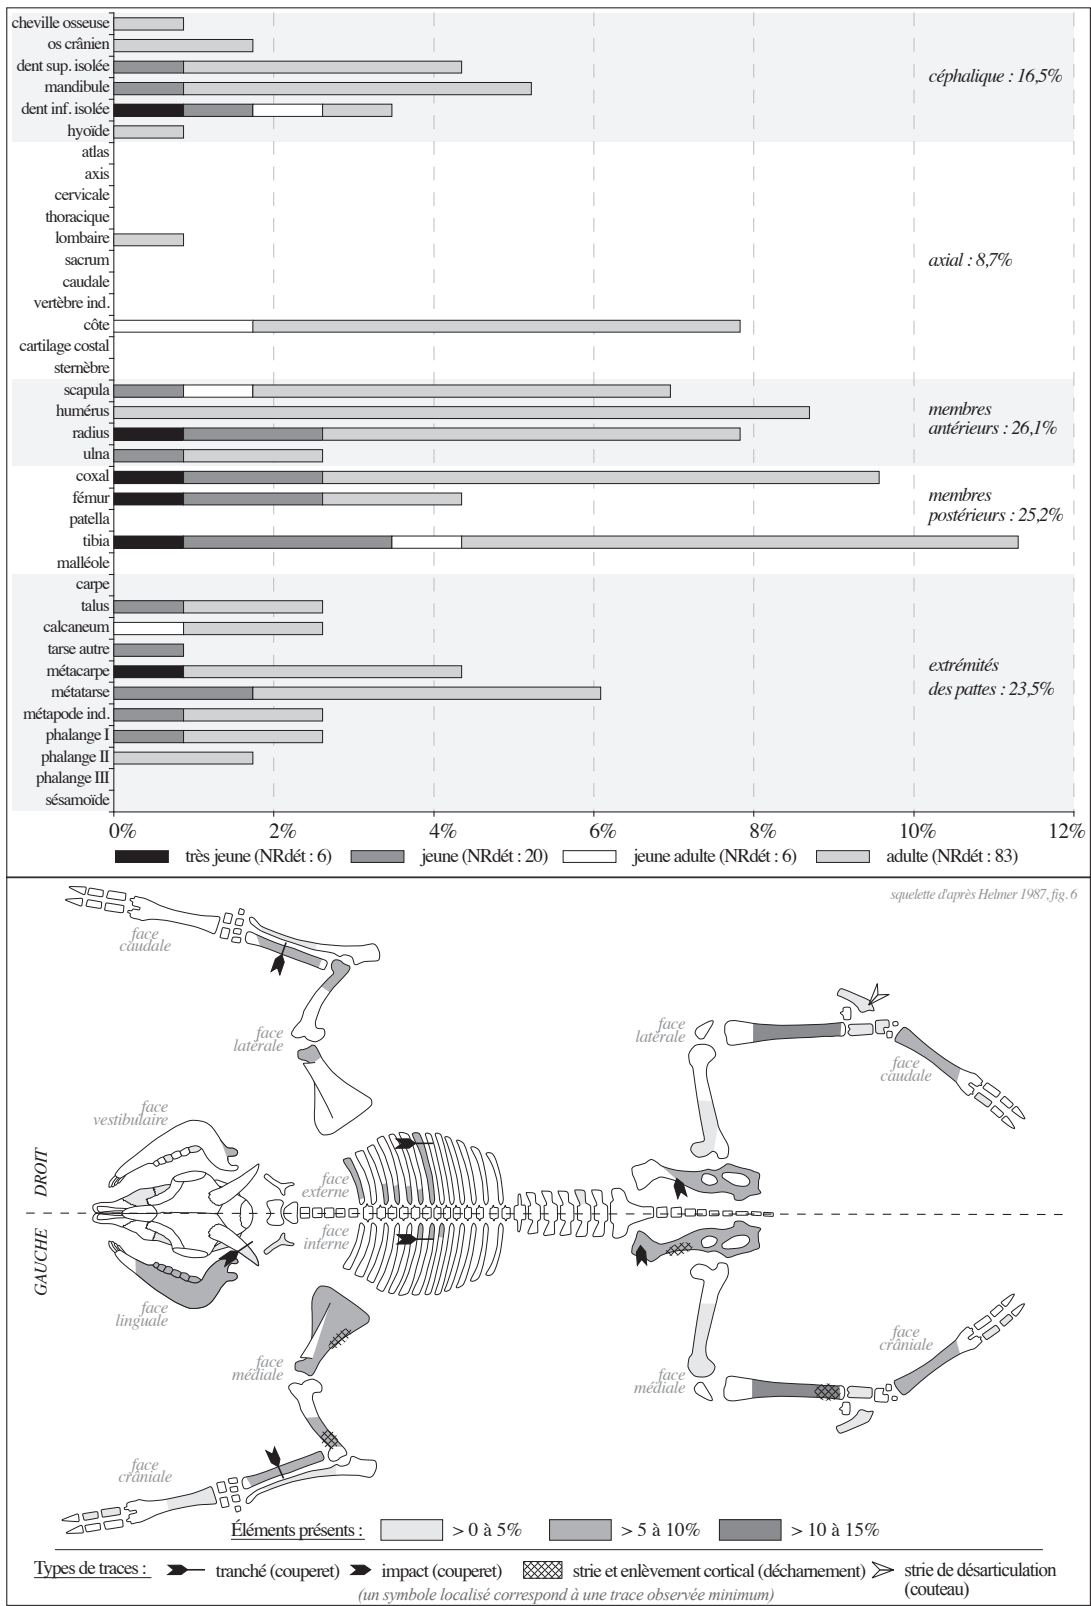 cheville osseuse
os crânien
dent sup. isolée
mandibule
dent inf. isolée
hyoïde
céphalique : 16,5%
atlas
axis
cervicale
thoracique
lombaire
sacrum
caudale
vertèbre ind.
côte
cartilage costal
sternèbre
axial : 8,7%
scapula
humérus
radius
ulna
membres
antérieurs : 26,1%
coxal
fémur
patella
tibia
malléole
membres
postérieurs : 25,2%
carpe
talus
calcaneum
tarse autre
métacarpe
métatarse
métapode ind.
phalange I
phalange II
phalange III
sésamoïde
extrémités
des pattes : 23,5%
0% 2% 4% 6% 8% 10% 12%
très jeune (NRdét : 6) jeune (NRdét : 20) jeune adulte (NRdét : 6) adulte (NRdét : 83)
squelette d'après Helmer 1987, fig. 6
face
caudale
face
latérale
face
latérale
face
caudale
face
vestibulaire
DROIT
face
externe
face
interne
GAUCHE
face
linguale
face
médiale
face
médiale
face
crâniale
face
crâniale
Éléments présents : > 0 à 5% > 5 à 10% > 10 à 15%
Types de traces : tranché (couperet) impact (couperet) strie et enlèvement cortical (décharnement) strie de désarticulation
(couteau)
(un symbole localisé correspond à une trace observée minimum)